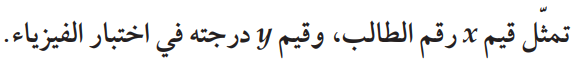 تمثّل قيم x رقم الطالب، وقيم y درجته في اختبار الفيزياء.